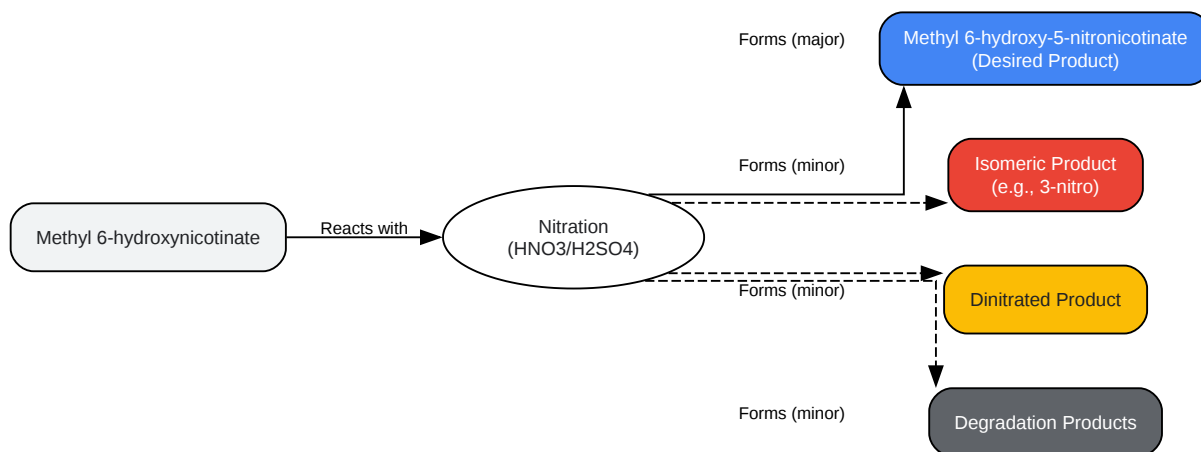 Forms (major)
Methyl 6-hydroxy-5-nitronicotinate
(Desired Product)
Forms (minor)
Isomeric Product
(e.g., 3-nitro)
Methyl 6-hydroxynicotinate
Reacts with
Nitration
(HNO3/H2SO4)
Forms (minor)
Dinitrated Product
Forms (minor)
Degradation Products